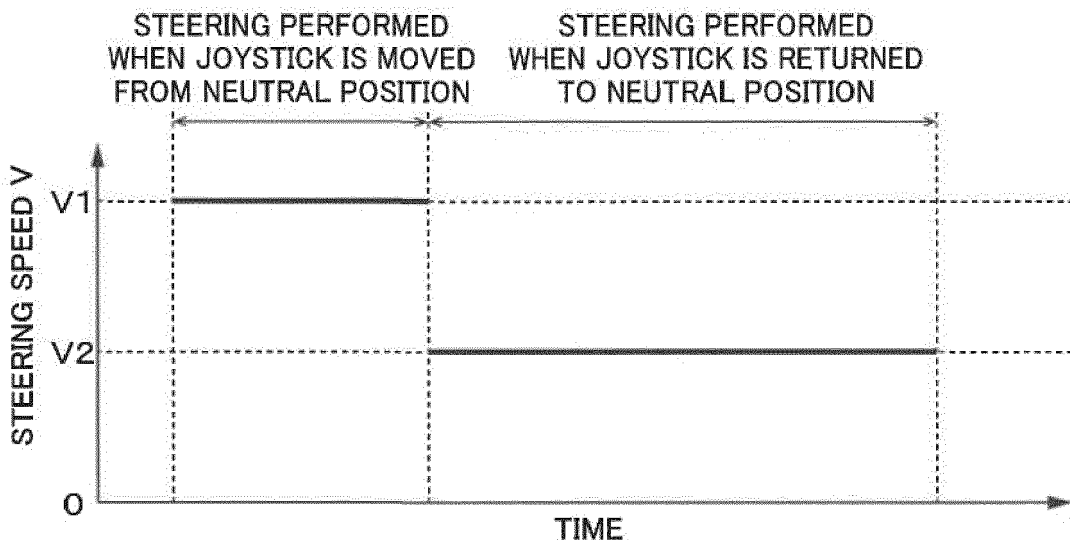 STEERING PERFORMED
WHEN JOYSTICK IS MOVED
FROM NEUTRAL POSITION
STEERING PERFORMED
WHEN JOYSTICK IS RETURNED
TO NEUTRAL POSITION
STEERING SPEED V
V1
V2
0
TIME